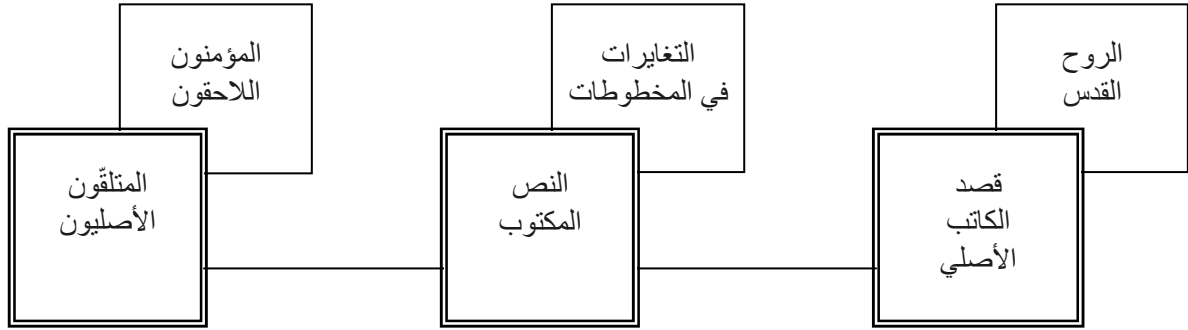 الروح
القدس
قصد
الكاتب
الأصلي
التغايرات
في المخطوطات
النص
المكتوب
المؤمنون
اللاحقون
المتلقّون
الأصليون